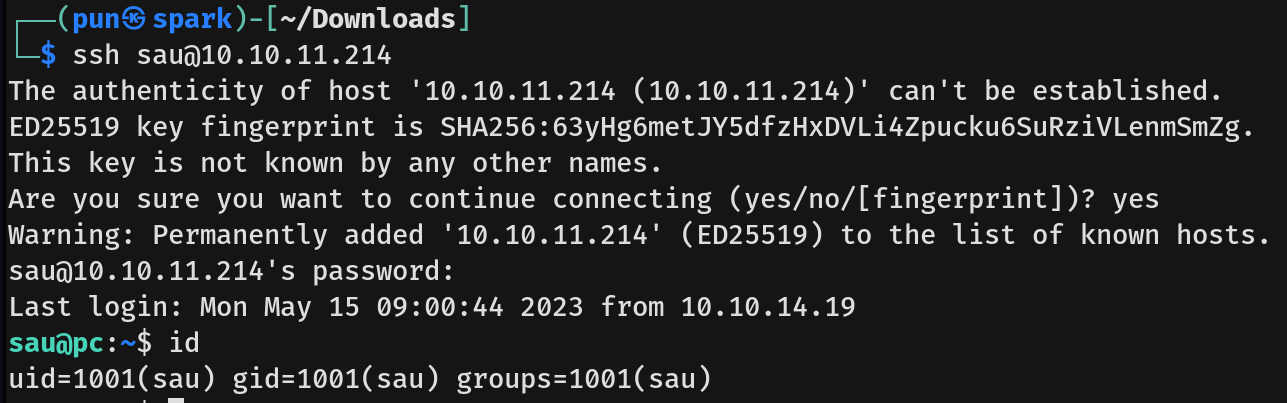 ┌──(pun㉿spark)-[~/Downloads]
└─$ ssh sau@10.10.11.214
The authenticity of host '10.10.11.214 (10.10.11.214)' can't be established.
ED25519 key fingerprint is SHA256:63yHg6metJY5dfzHxDVLi4Zpucku6SuRziVLenmSmZg.
This key is not known by any other names.
Are you sure you want to continue connecting (yes/no/[fingerprint])? yes
Warning: Permanently added '10.10.11.214' (ED25519) to the list of known hosts.
sau@10.10.11.214's password:
Last login: Mon May 15 09:00:44 2023 from 10.10.14.19
sau@pc:~$ id
uid=1001(sau) gid=1001(sau) groups=1001(sau)